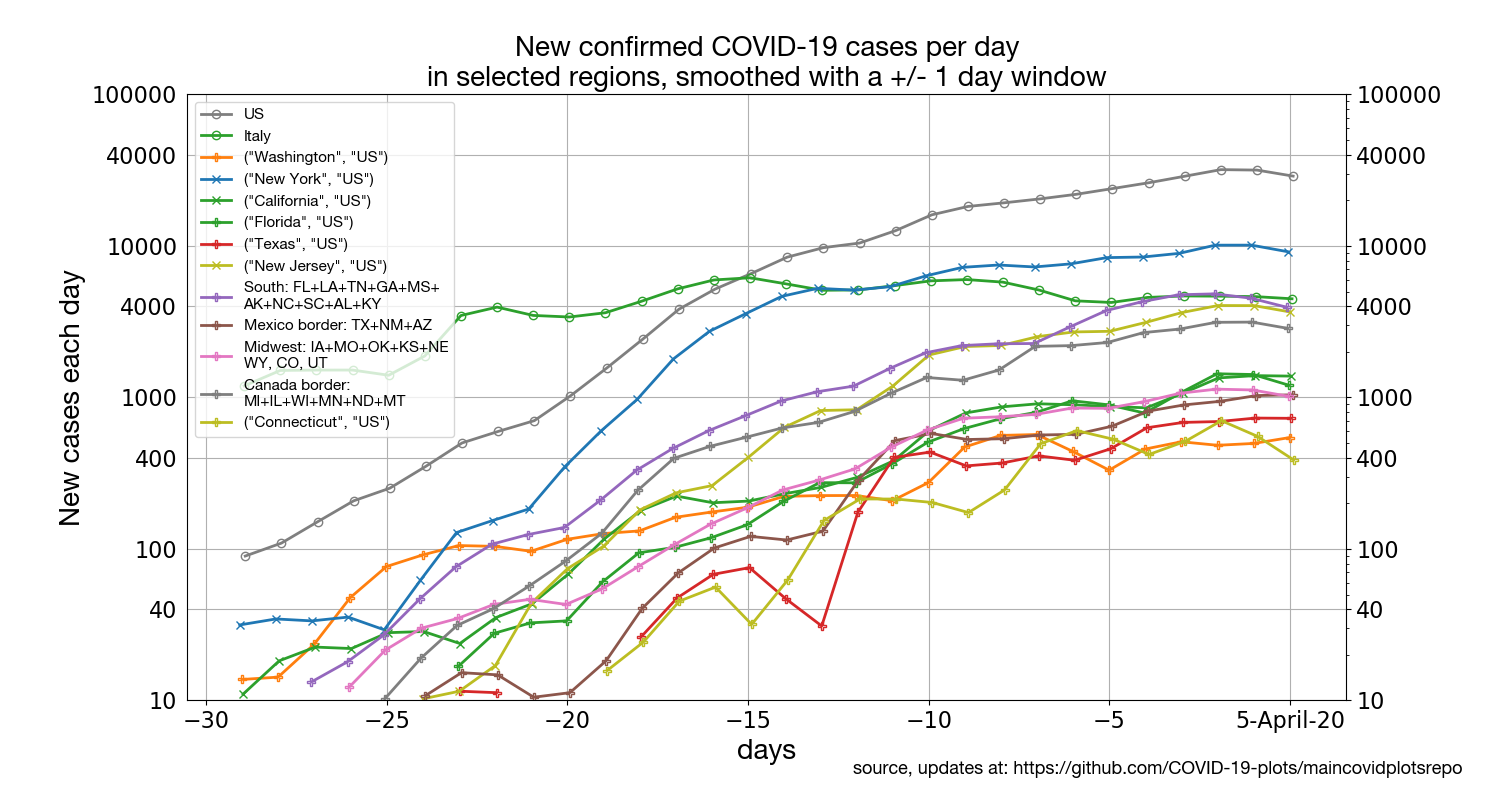 New confirmed COVID-19 cases per day
in selected regions, smoothed with a +/- 1 day window
New cases each day
100000
40000
10000
4000
1000
400
100
40
10
US
Italy
("Washington", "US")
("New York", "US")
("California", "US")
("Florida", "US")
("Texas", "US")
("New Jersey", "US")
South: FL+LA+TN+GA+MS+
AK+NC+SC+AL+KY
Mexico border: TX+NM+AZ
Midwest: IA+MO+OK+KS+NE
WY, CO, UT
Canada border:
MI+IL+WI+MN+ND+MT
("Connecticut", "US")
100000
40000
10000
4000
1000
400
100
40
10
−30
−25
−20
−15
−10
−5
5-April-20
days
source, updates at: https://github.com/COVID-19-plots/maincovidplotsrepo